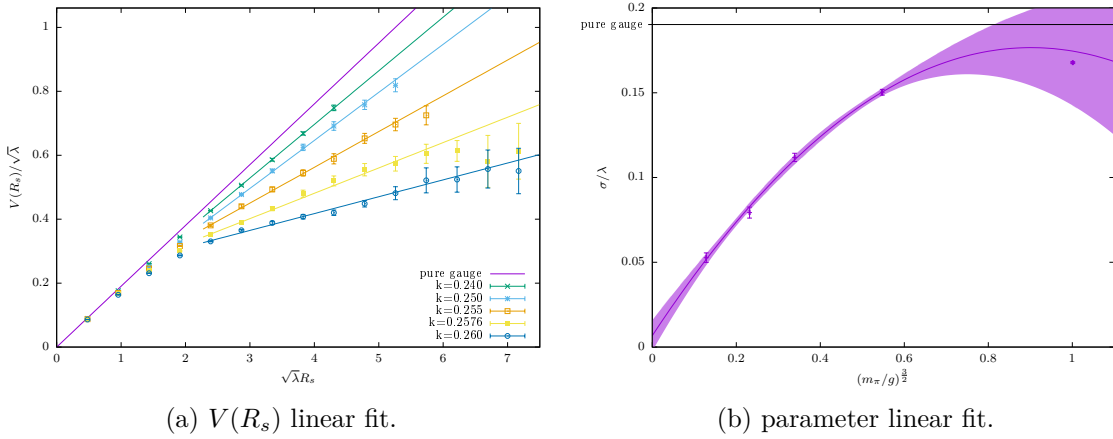 1
0.8
0.6
0.4
0.2
0
V(R_s)/√λ
0 1 2 3 4 5 6 7
√λR_s
pure gauge
k=0.240
k=0.250
k=0.255
k=0.2576
k=0.260
(a) V(R_s) linear fit.
0.2
pure gauge
0.15
0.1
0.05
0
σ/λ
0 0.2 0.4 0.6 0.8 1
(m_π/g)^{3/2}
(b) parameter linear fit.